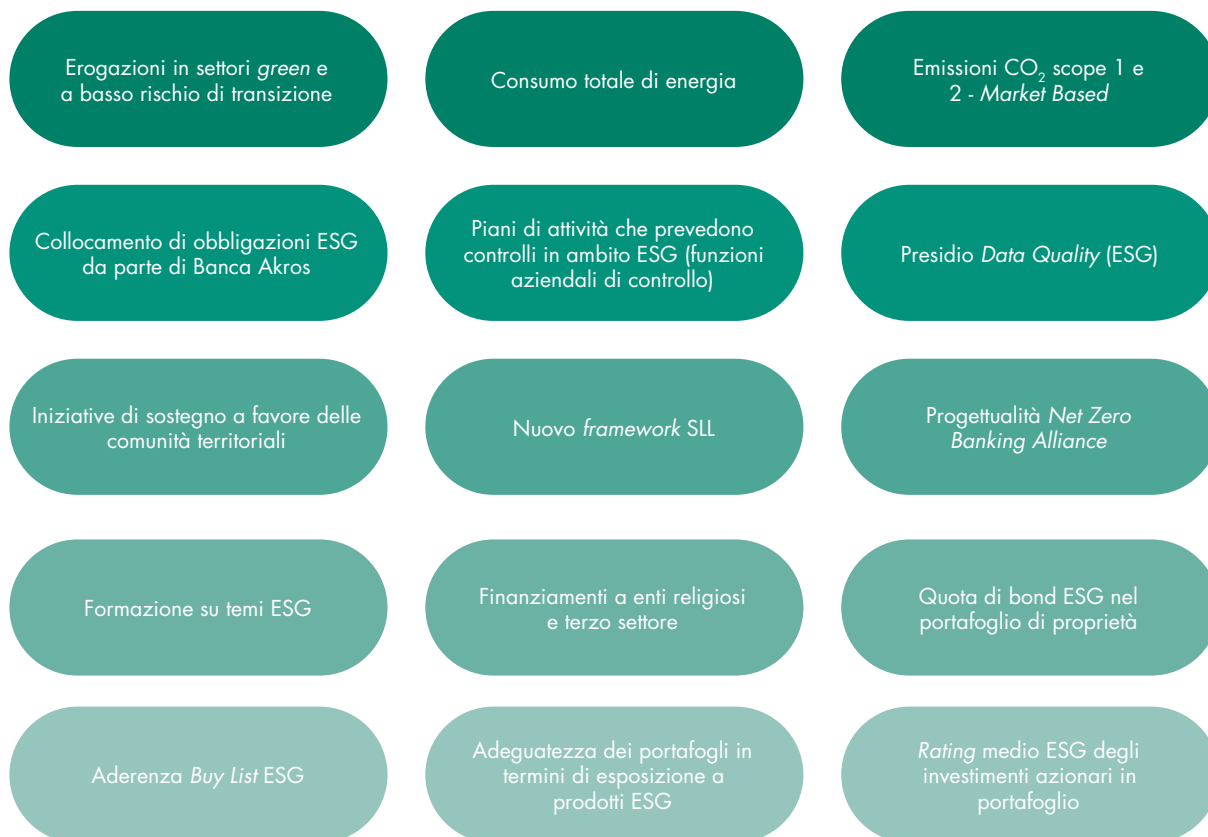 Erogazioni in settori green e
a basso rischio di transizione
Consumo totale di energia
Emissioni CO₂ scope 1 e
2 - Market Based
Collocamento di obbligazioni ESG
da parte di Banca Akros
Piani di attività che prevedono
controlli in ambito ESG (funzioni
aziendali di controllo)
Presidio Data Quality (ESG)
Iniziative di sostegno a favore delle
comunità territoriali
Nuovo framework SLL
Progettualità Net Zero
Banking Alliance
Formazione su temi ESG
Finanziamenti a enti religiosi
e terzo settore
Quota di bond ESG nel
portafoglio di proprietà
Aderenza Buy List ESG
Adeguatezza dei portafogli in
termini di esposizione a
prodotti ESG
Rating medio ESG degli
investimenti azionari in
portafoglio